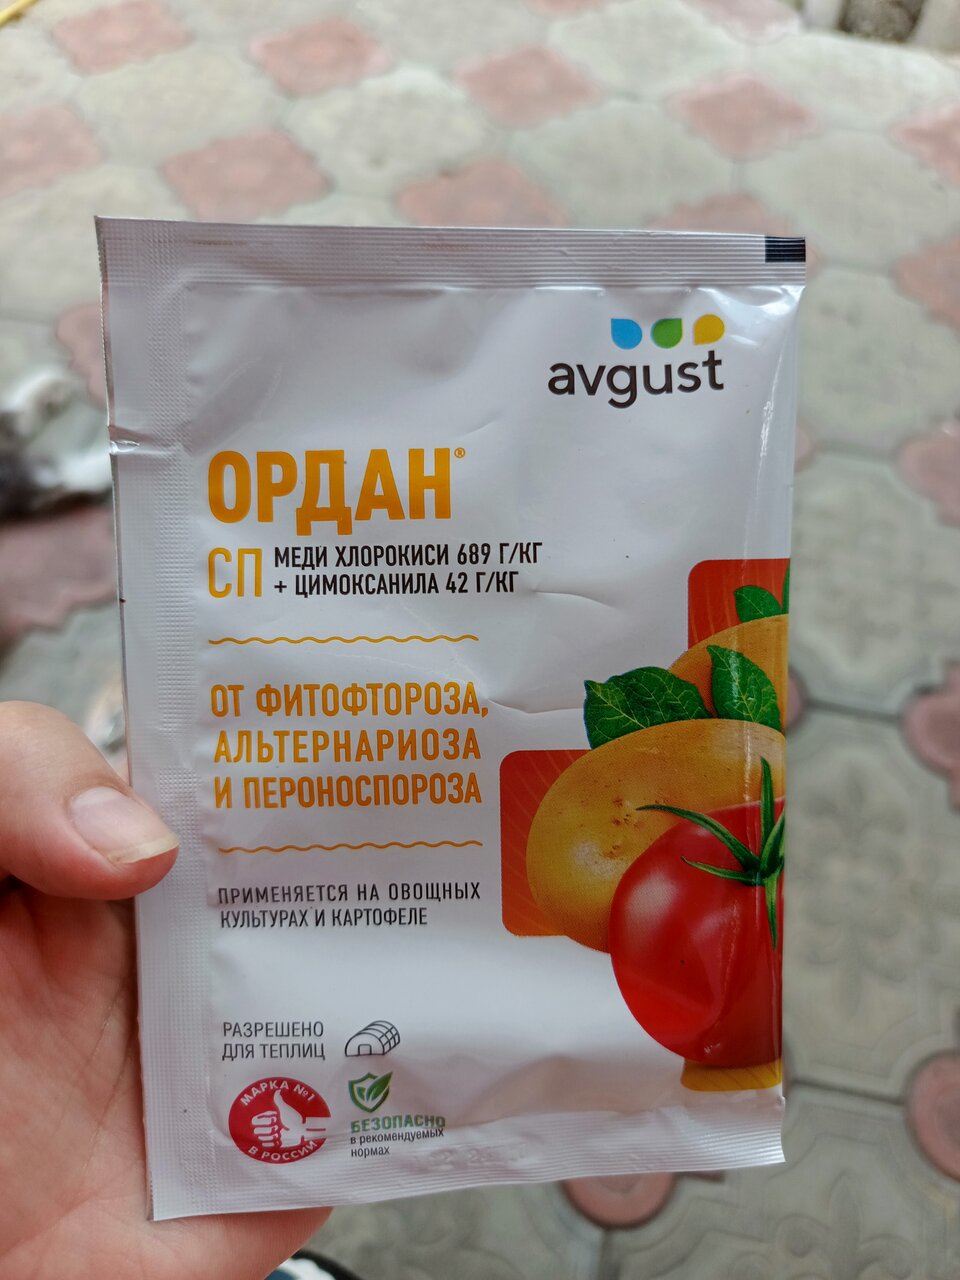 avgust
ОРДАН®
СП
МЕДИ ХЛОРОКИСИ 689 Г/КГ
+ ЦИМОКСАНИЛА 42 Г/КГ
ОТ ФИТОФТОРОЗА,
АЛЬТЕРНАРИОЗА
И ПЕРОНОСПОРОЗА
ПРИМЕНЯЕТСЯ НА ОВОЩНЫХ
КУЛЬТУРАХ И КАРТОФЕЛЕ
РАЗРЕШЕНО
ДЛЯ ТЕПЛИЦ
МАРКА №1
В РОССИИ
БЕЗОПАСНО
в рекомендуемых
нормах